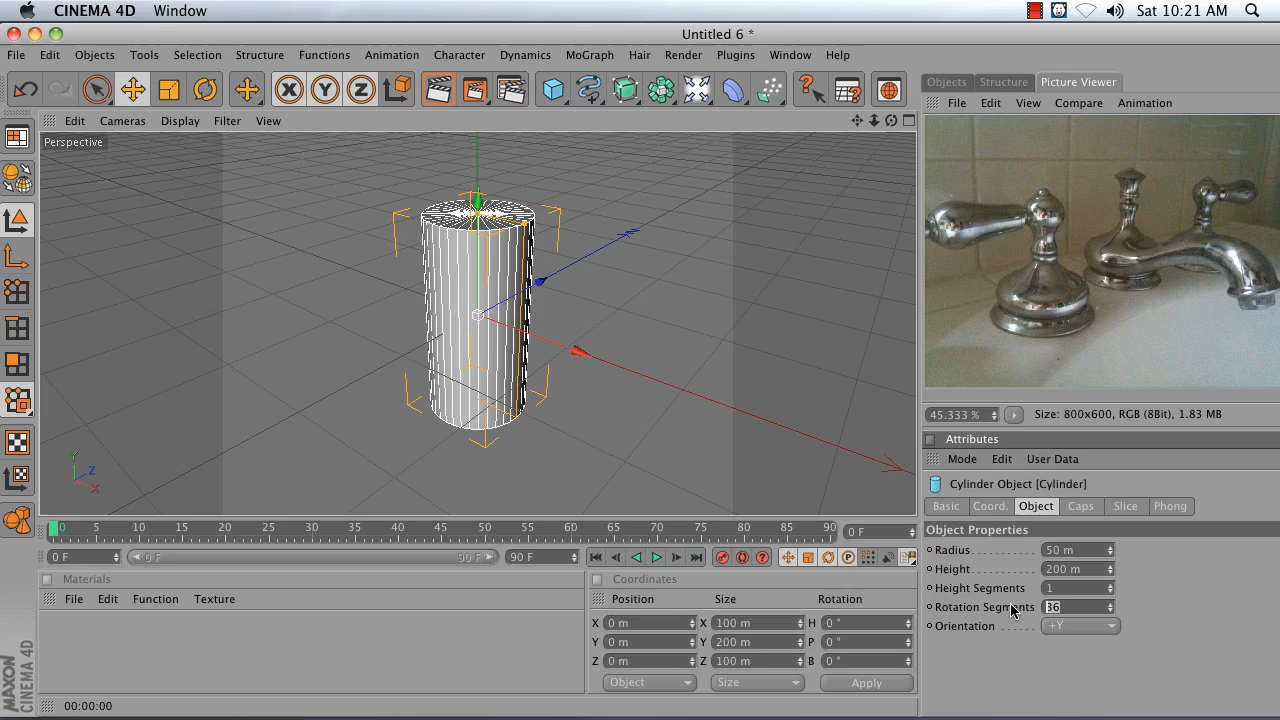 CINEMA 4D Window Sat 10:21 AM
Untitled 6 *
File Edit Objects Tools Selection Structure Functions Animation Character Dynamics MoGraph Hair Render Plugins Window Help
Objects Structure Picture Viewer
File Edit View Compare Animation
Edit Cameras Display Filter View
Perspective
Y
Z
X
X Y Z
45.333 % Size: 800x600, RGB (8Bit), 1.83 MB
Attributes
Mode Edit User Data
Cylinder Object [Cylinder]
Basic Coord. Object Caps Slice Phong
Object Properties
Radius 50 m
Height 200 m
Height Segments 1
Rotation Segments 36
Orientation +Y
0 5 10 15 20 25 30 35 40 45 50 55 60 65 70 75 80 85 90 0 F
0 F 0 F 90 F 90 F
Materials
File Edit Function Texture
Coordinates
Position Size Rotation
X 0 m X 100 m H 0 °
Y 0 m Y 200 m P 0 °
Z 0 m Z 100 m B 0 °
Object Size Apply
MAXON
CINEMA 4D
00:00:00